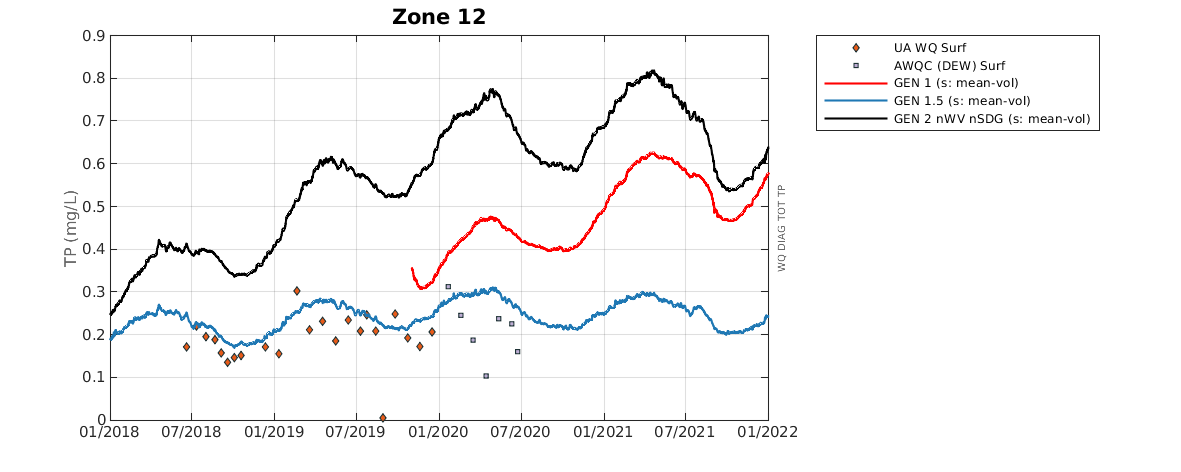 Zone 12
0.9
0.8
0.7
0.6
0.5
0.4
0.3
0.2
0.1
0
TP (mg/L)
01/2018 07/2018 01/2019 07/2019 01/2020 07/2020 01/2021 07/2021 01/2022
WQ DIAG TOT TP
UA WQ Surf
AWQC (DEW) Surf
GEN 1 (s: mean-vol)
GEN 1.5 (s: mean-vol)
GEN 2 nWV nSDG (s: mean-vol)